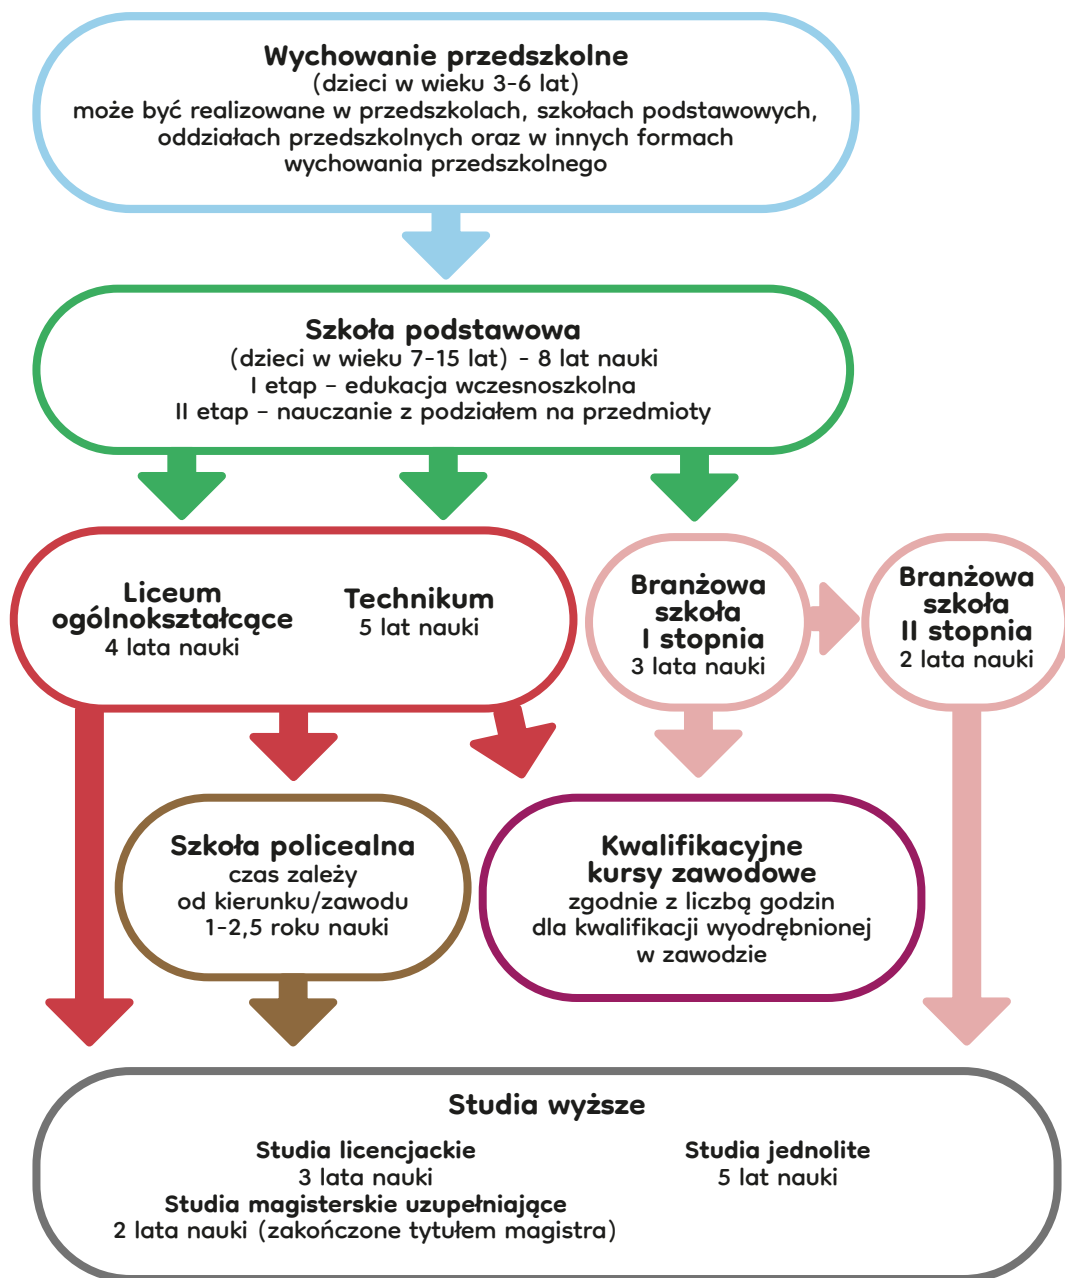 Wychowanie przedszkolne
(dzieci w wieku 3-6 lat)
może być realizowane w przedszkolach, szkołach podstawowych,
oddziałach przedszkolnych oraz w innych formach
wychowania przedszkolnego
Szkoła podstawowa
(dzieci w wieku 7-15 lat) - 8 lat nauki
I etap – edukacja wczesnoszkolna
II etap – nauczanie z podziałem na przedmioty
Liceum
ogólnokształcące
4 lata nauki
Technikum
5 lat nauki
Branżowa
szkoła
I stopnia
3 lata nauki
Branżowa
szkoła
II stopnia
2 lata nauki
Szkoła policealna
czas zależy
od kierunku/zawodu
1-2,5 roku nauki
Kwalifikacyjne
kursy zawodowe
zgodnie z liczbą godzin
dla kwalifikacji wyodrębnionej
w zawodzie
Studia wyższe
Studia licencjackie
3 lata nauki
Studia magisterskie uzupełniające
2 lata nauki (zakończone tytułem magistra)
Studia jednolite
5 lat nauki